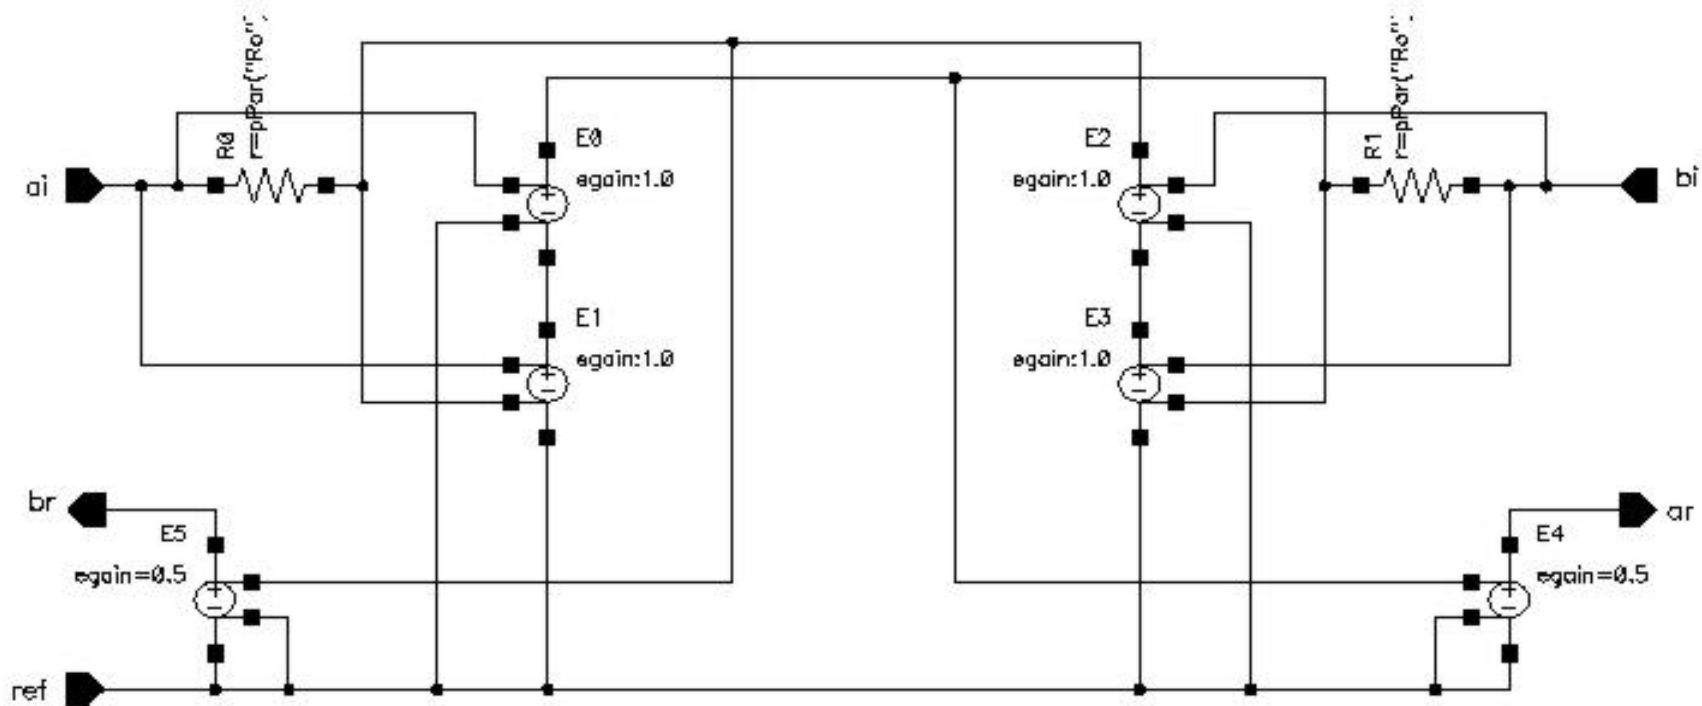 r=pPar("Ro")
r=pPar("Ro")
R0
R1
E0
E2
ai
egain:1.0
egain:1.0
bi
E1
E3
egain:1.0
egain:1.0
br
ar
E5
E4
egain=0.5
egain=0.5
ref